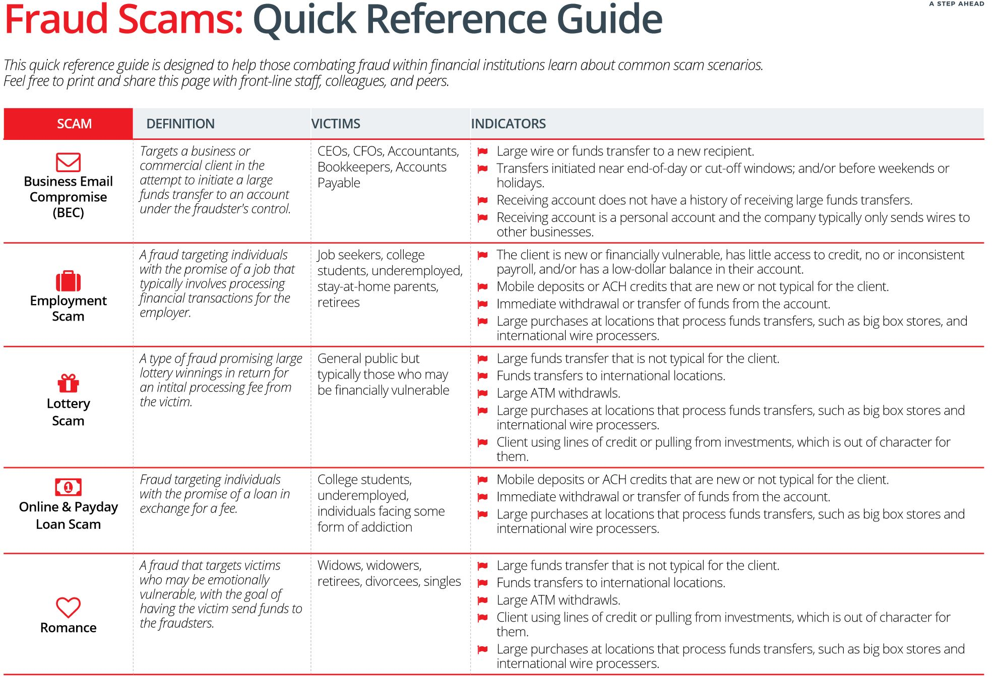 A STEP AHEAD
Fraud Scams: Quick Reference Guide
This quick reference guide is designed to help those combating fraud within financial institutions learn about common scam scenarios.
Feel free to print and share this page with front-line staff, colleagues, and peers.
SCAM
DEFINITION
VICTIMS
INDICATORS
Business Email
Compromise
(BEC)
Targets a business or
commercial client in the
attempt to initiate a large
funds transfer to an account
under the fraudster's control.
CEOs, CFOs, Accountants,
Bookkeepers, Accounts
Payable
Large wire or funds transfer to a new recipient.
Transfers initiated near end-of-day or cut-off windows; and/or before weekends or
holidays.
Receiving account does not have a history of receiving large funds transfers.
Receiving account is a personal account and the company typically only sends wires to
other businesses.
Employment
Scam
A fraud targeting individuals
with the promise of a job that
typically involves processing
financial transactions for the
employer.
Job seekers, college
students, underemployed,
stay-at-home parents,
retirees
The client is new or financially vulnerable, has little access to credit, no or inconsistent
payroll, and/or has a low-dollar balance in their account.
Mobile deposits or ACH credits that are new or not typical for the client.
Immediate withdrawal or transfer of funds from the account.
Large purchases at locations that process funds transfers, such as big box stores, and
international wire processers.
Lottery
Scam
A type of fraud promising large
lottery winnings in return for
an intital processing fee from
the victim.
General public but
typically those who may
be financially vulnerable
Large funds transfer that is not typical for the client.
Funds transfers to international locations.
Large ATM withdrawls.
Large purchases at locations that process funds transfers, such as big box stores and
international wire processers.
Client using lines of credit or pulling from investments, which is out of character for
them.
1
Online & Payday
Loan Scam
Fraud targeting individuals
with the promise of a loan in
exchange for a fee.
College students,
underemployed,
individuals facing some
form of addiction
Mobile deposits or ACH credits that are new or not typical for the client.
Immediate withdrawal or transfer of funds from the account.
Large purchases at locations that process funds transfers, such as big box stores and
international wire processers.
Romance
A fraud that targets victims
who may be emotionally
vulnerable, with the goal of
having the victim send funds to
the fraudsters.
Widows, widowers,
retirees, divorcees, singles
Large funds transfer that is not typical for the client.
Funds transfers to international locations.
Large ATM withdrawls.
Client using lines of credit or pulling from investments, which is out of character for
them.
Large purchases at locations that process funds transfers, such as big box stores and
international wire processers.